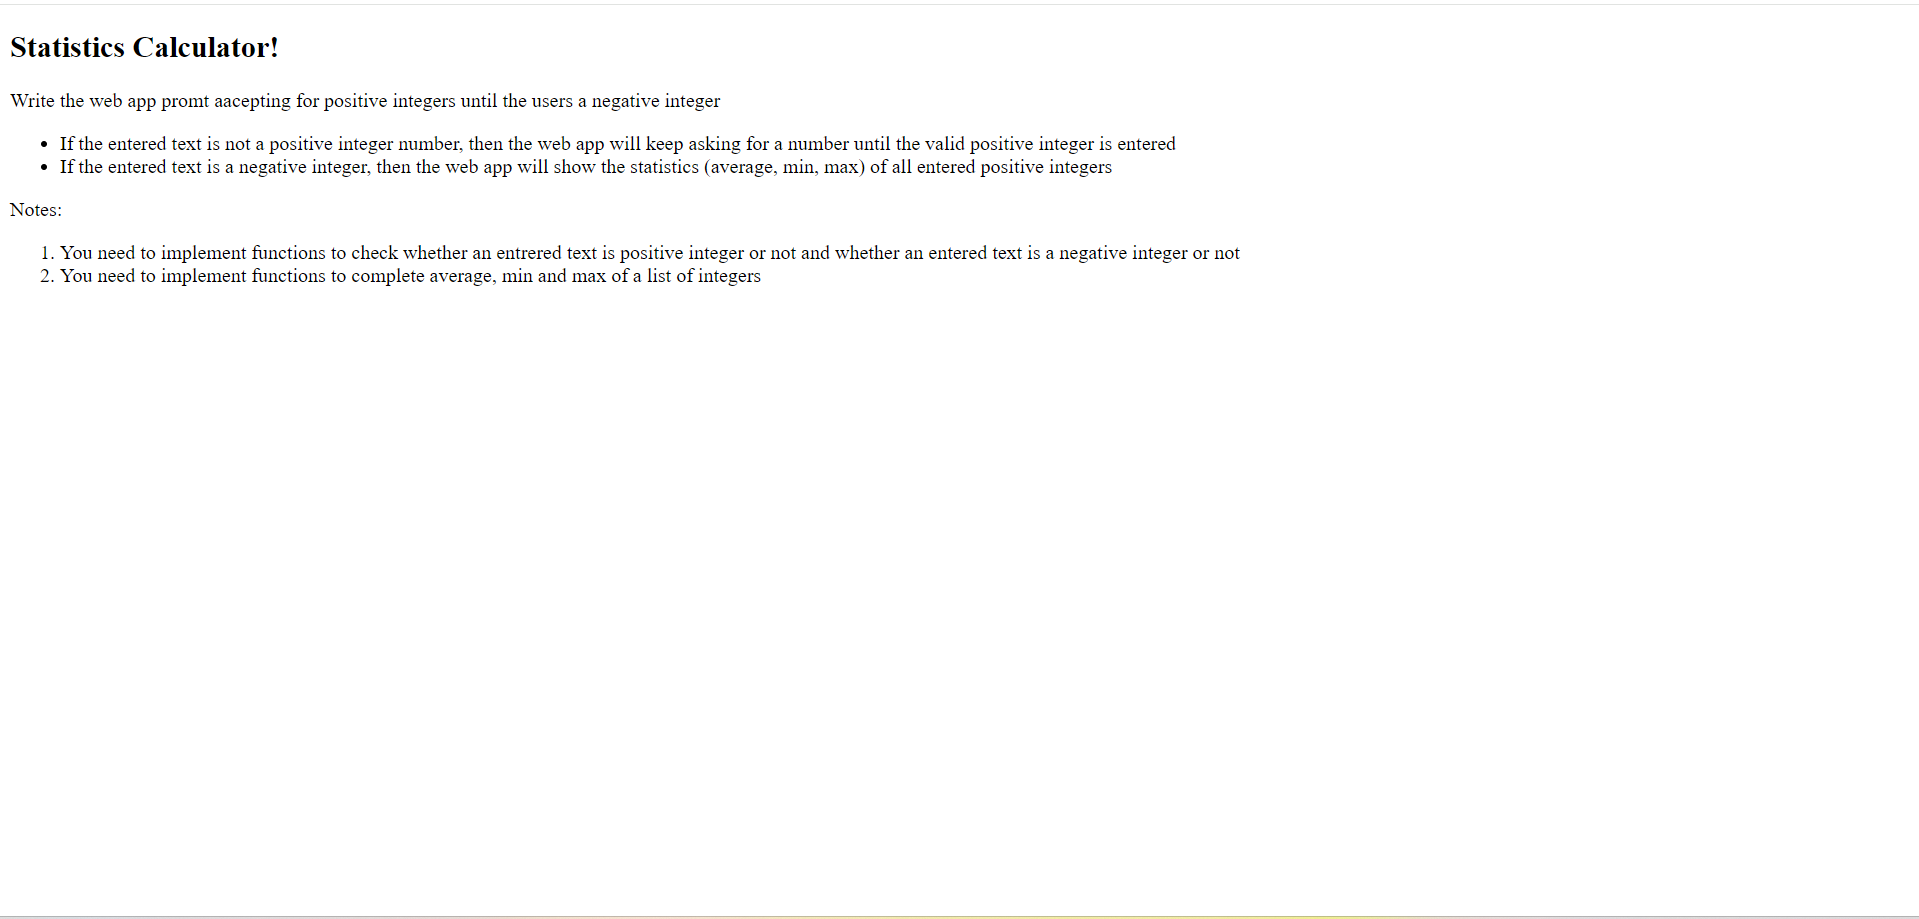 Statistics Calculator!
Write the web app promt aacepting for positive integers until the users a negative integer
• If the entered text is not a positive integer number, then the web app will keep asking for a number until the valid positive integer is entered
• If the entered text is a negative integer, then the web app will show the statistics (average, min, max) of all entered positive integers
Notes:
1. You need to implement functions to check whether an entrered text is positive integer or not and whether an entered text is a negative integer or not
2. You need to implement functions to complete average, min and max of a list of integers